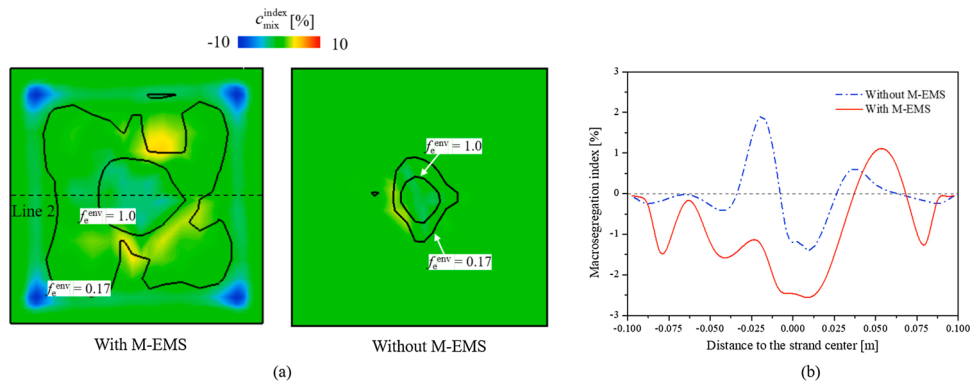 c_mix^index [%]
-10 10
Line 2
f_e^env = 1.0
f_e^env = 0.17
With M-EMS
f_e^env = 1.0
f_e^env = 0.17
Without M-EMS
(a)
Macrosegregation index [%]
3
2
1
0
-1
-2
-3
Without M-EMS
With M-EMS
-0.100 -0.075 -0.050 -0.025 0.000 0.025 0.050 0.075 0.100
Distance to the strand center [m]
(b)